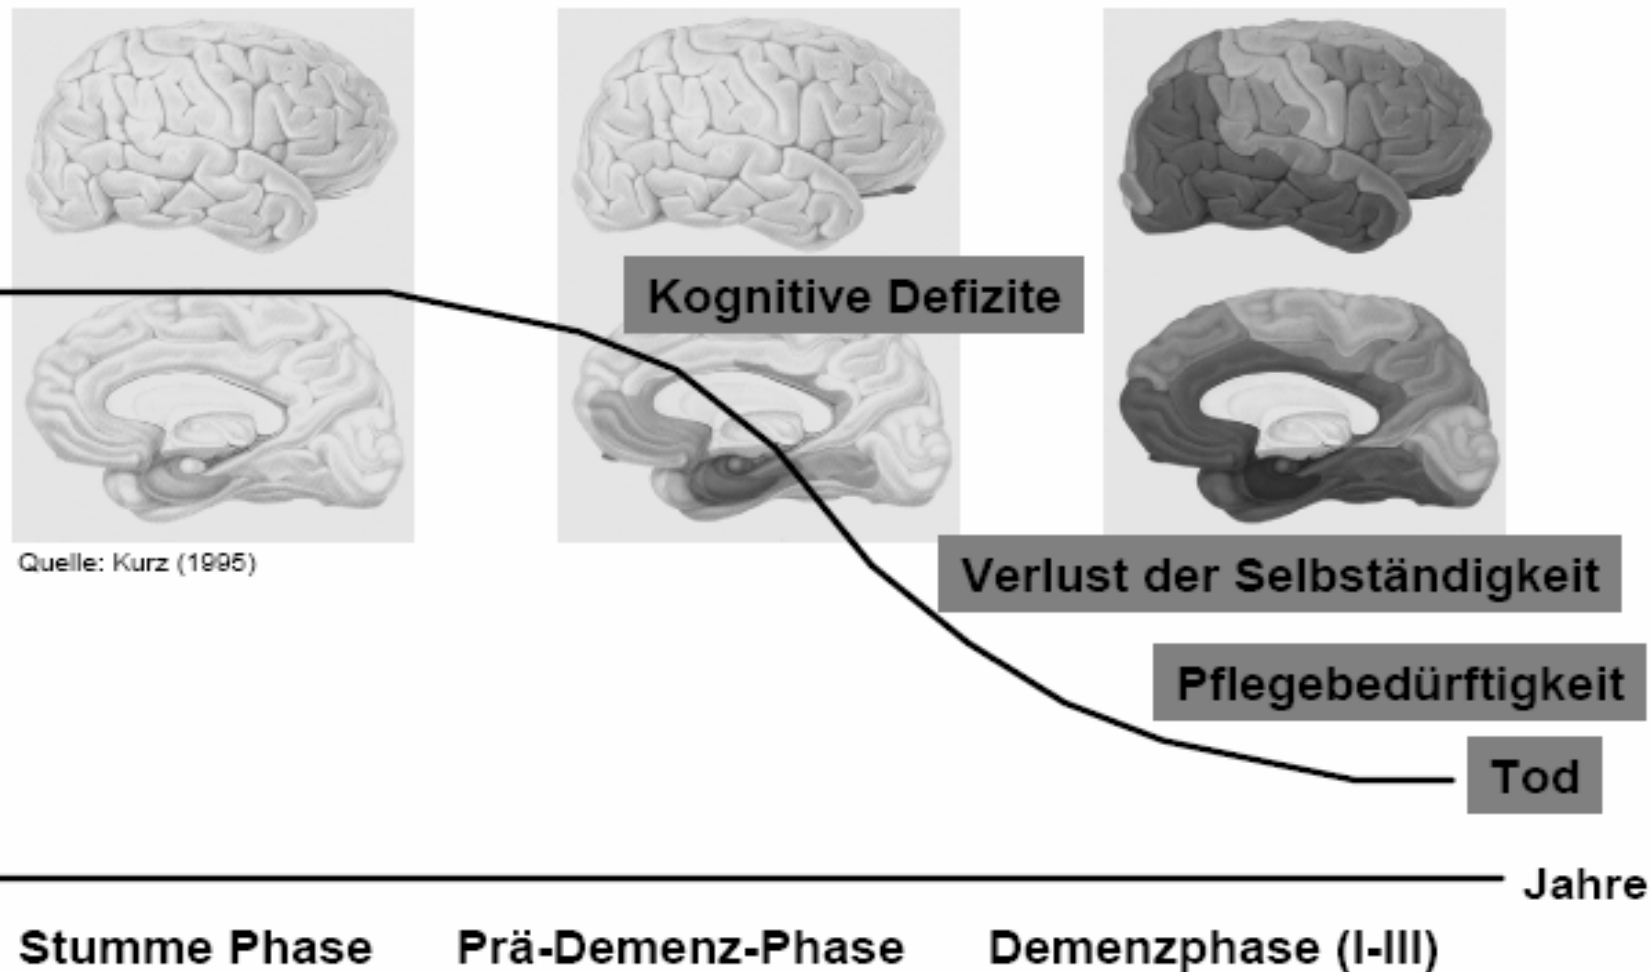 Kognitive Defizite
Quelle: Kurz (1995)
Verlust der Selbständigkeit
Pflegebedürftigkeit
Tod
Jahre
Stumme Phase
Prä-Demenz-Phase
Demenzphase (I-III)